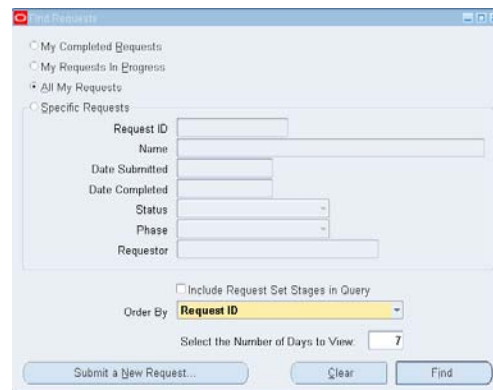 Find Requests
My Completed Requests
My Requests In Progress
All My Requests
Specific Requests
Request ID
Name
Date Submitted
Date Completed
Status
Phase
Requestor
Include Request Set Stages in Query
Order By Request ID
Select the Number of Days to View: 7
Submit a New Request... Clear Find